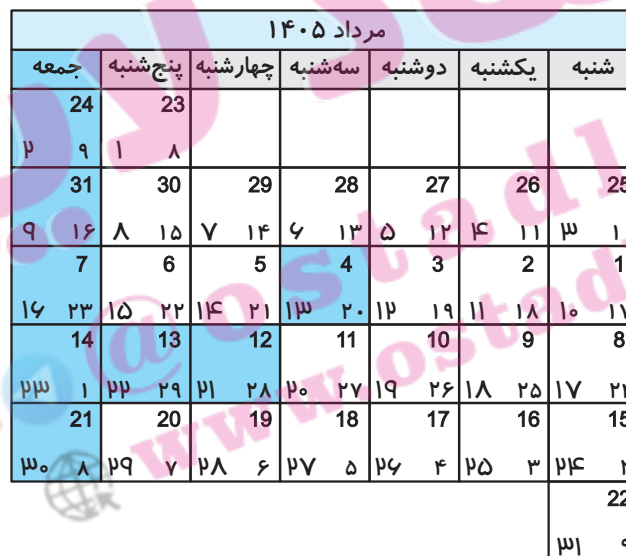 مرداد ۱۴۰۵
شنبه یکشنبه دوشنبه سه‌شنبه چهارشنبه پنج‌شنبه جمعه
23 24
۸ ۱ ۹ ۲
25 26 27 28 29 30 31
۳ ۱۱ ۴ ۱۲ ۵ ۱۳ ۶ ۱۴ ۷ ۱۵ ۸ ۱۶ ۹
1 2 3 4 5 6 7
۱۷ ۱۰ ۱۸ ۱۱ ۱۹ ۱۲ ۲۰ ۱۳ ۲۱ ۱۴ ۲۲ ۱۵ ۲۳ ۱۶
8 9 10 11 12 13 14
۱۷ ۲۵ ۱۸ ۲۶ ۱۹ ۲۷ ۲۰ ۲۸ ۲۱ ۲۹ ۲۲ ۱ ۲۳
15 16 17 18 19 20 21
۲۴ ۳ ۲۵ ۴ ۲۶ ۵ ۲۷ ۶ ۲۸ ۷ ۲۹ ۸ ۳۰
22
۳۱
@ostadl
www.ostad